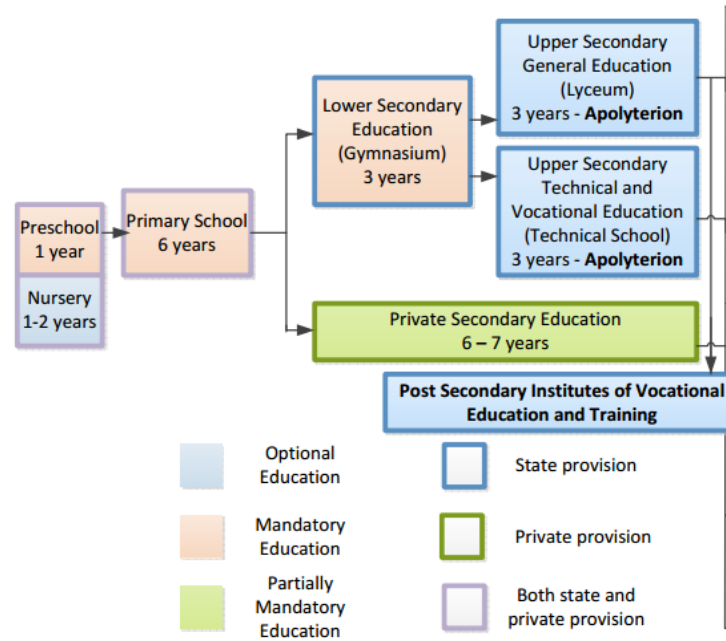 Upper Secondary
General Education
(Lyceum)
3 years - Apolyterion
Lower Secondary
Education
(Gymnasium)
3 years
Upper Secondary
Technical and
Vocational Education
(Technical School)
3 years - Apolyterion
Preschool
1 year
Primary School
6 years
Nursery
1-2 years
Private Secondary Education
6 – 7 years
Post Secondary Institutes of Vocational
Education and Training
Optional
Education
State provision
Mandatory
Education
Private provision
Partially
Mandatory
Education
Both state and
private provision